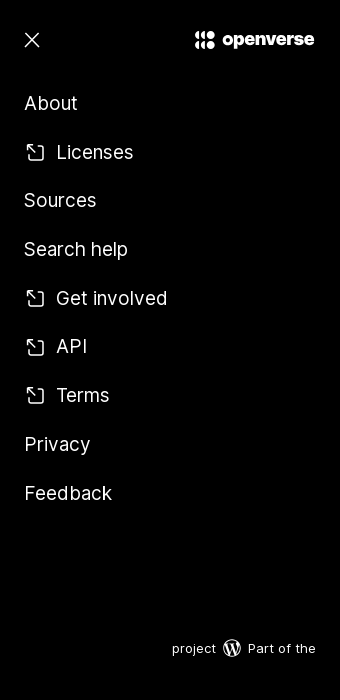 openverse
About
Licenses
Sources
Search help
Get involved
API
Terms
Privacy
Feedback
project Part of the